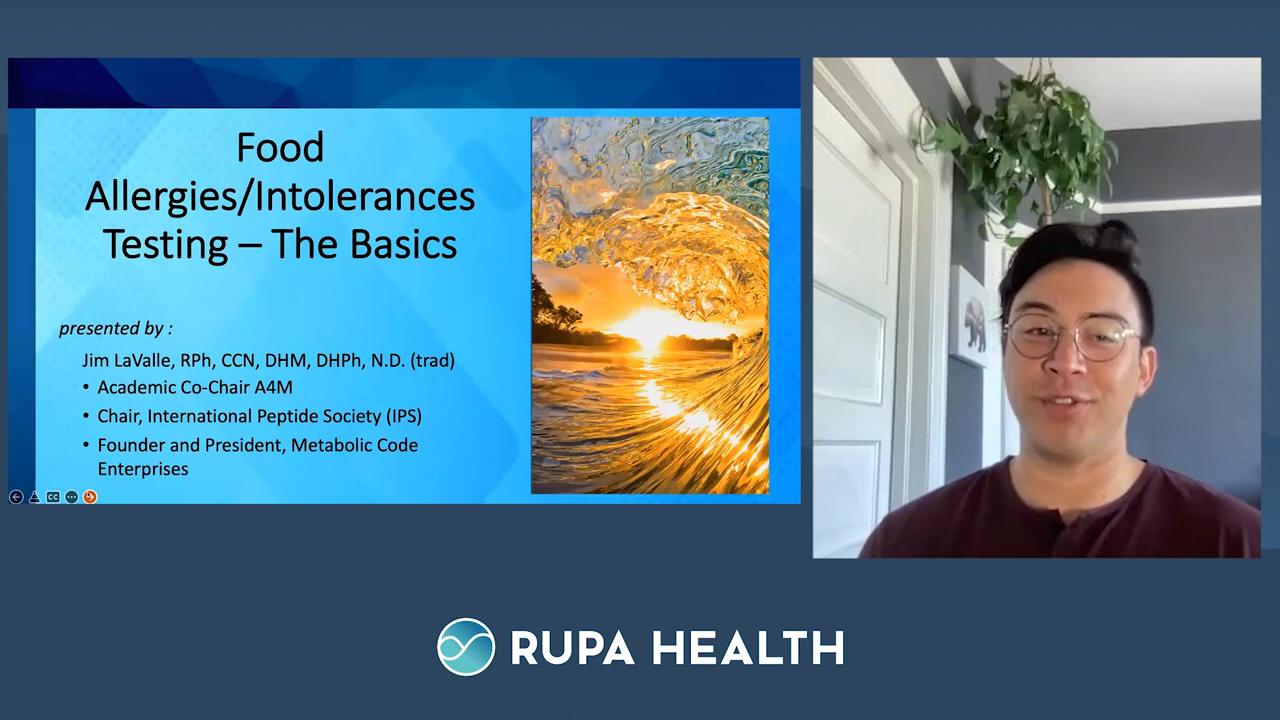 Food
Allergies/Intolerances
Testing – The Basics
presented by :
Jim LaValle, RPh, CCN, DHM, DHPh, N.D. (trad)
• Academic Co-Chair A4M
• Chair, International Peptide Society (IPS)
• Founder and President, Metabolic Code
Enterprises
CC
RUPA HEALTH